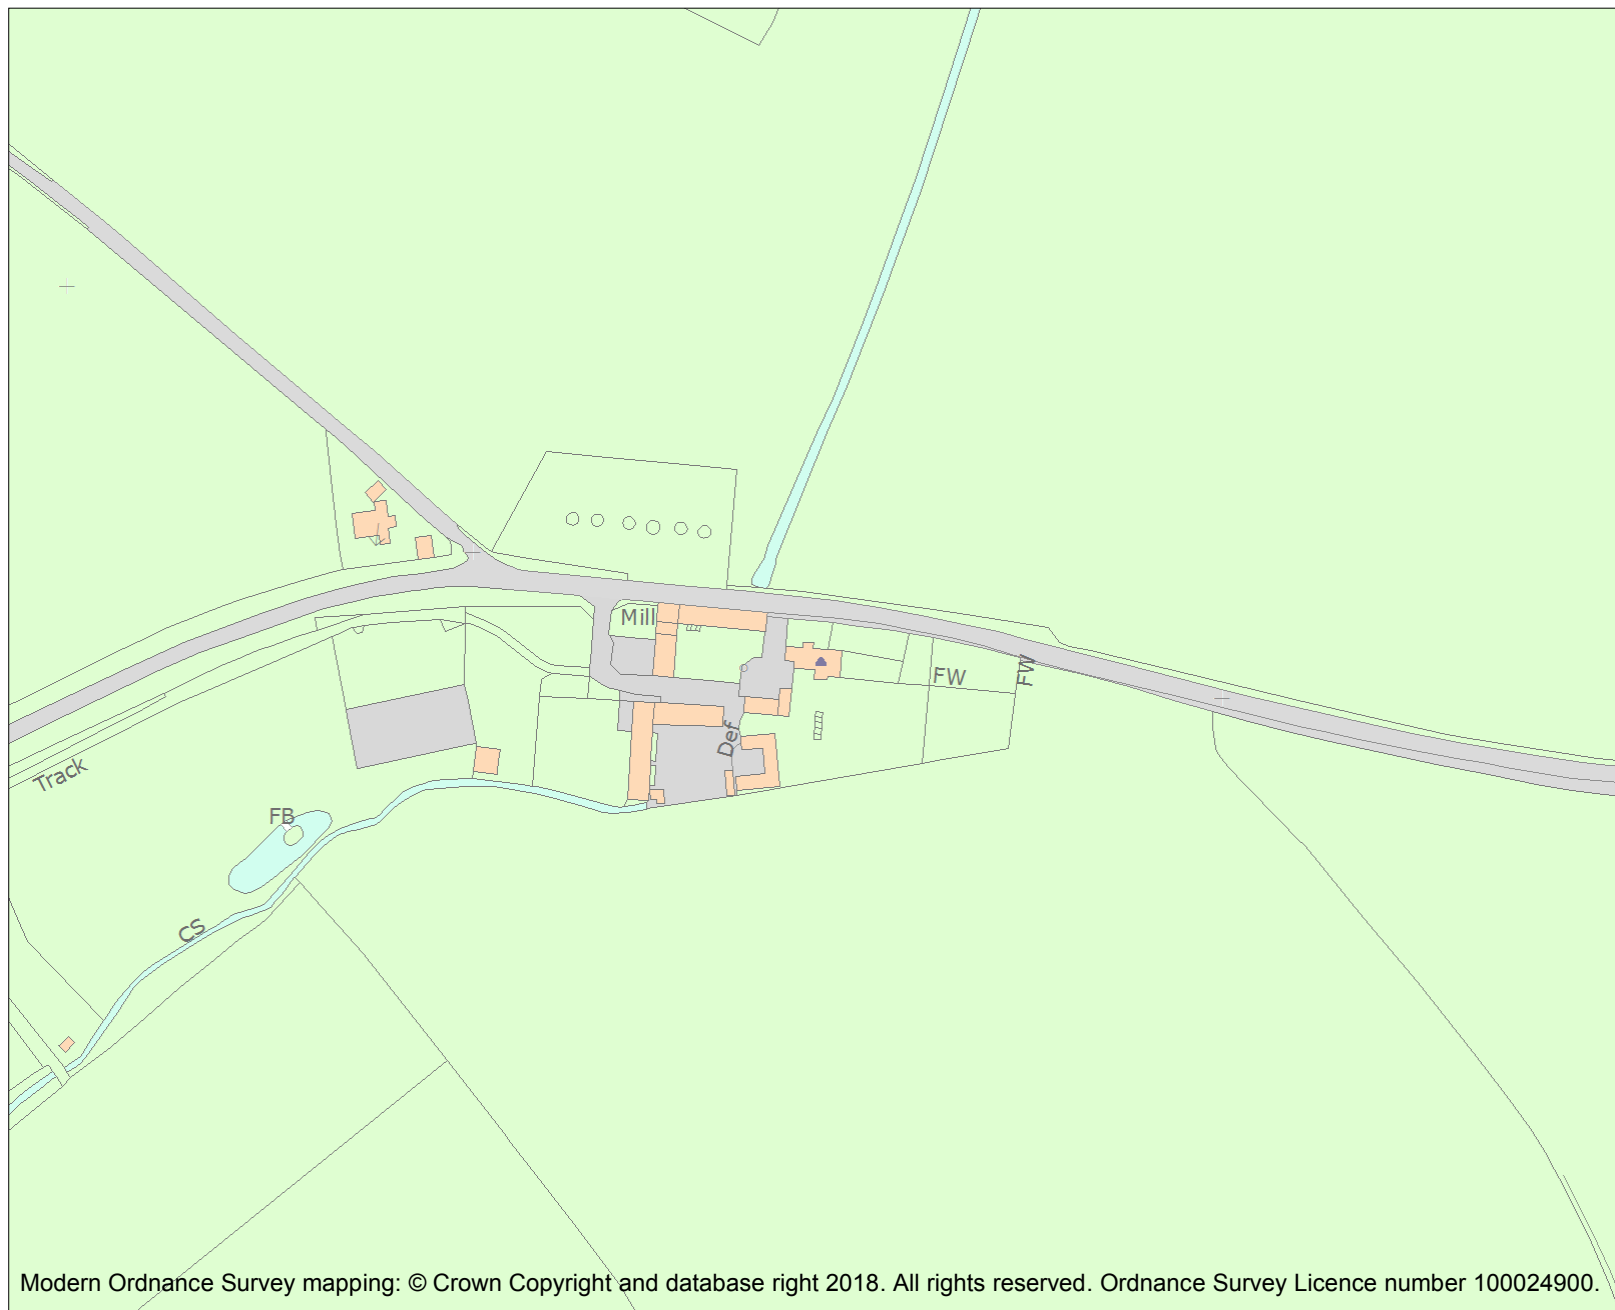 Mill
FW
FW
Def
Track
FB
CS
Modern Ordnance Survey mapping: © Crown Copyright and database right 2018. All rights reserved. Ordnance Survey Licence number 100024900.